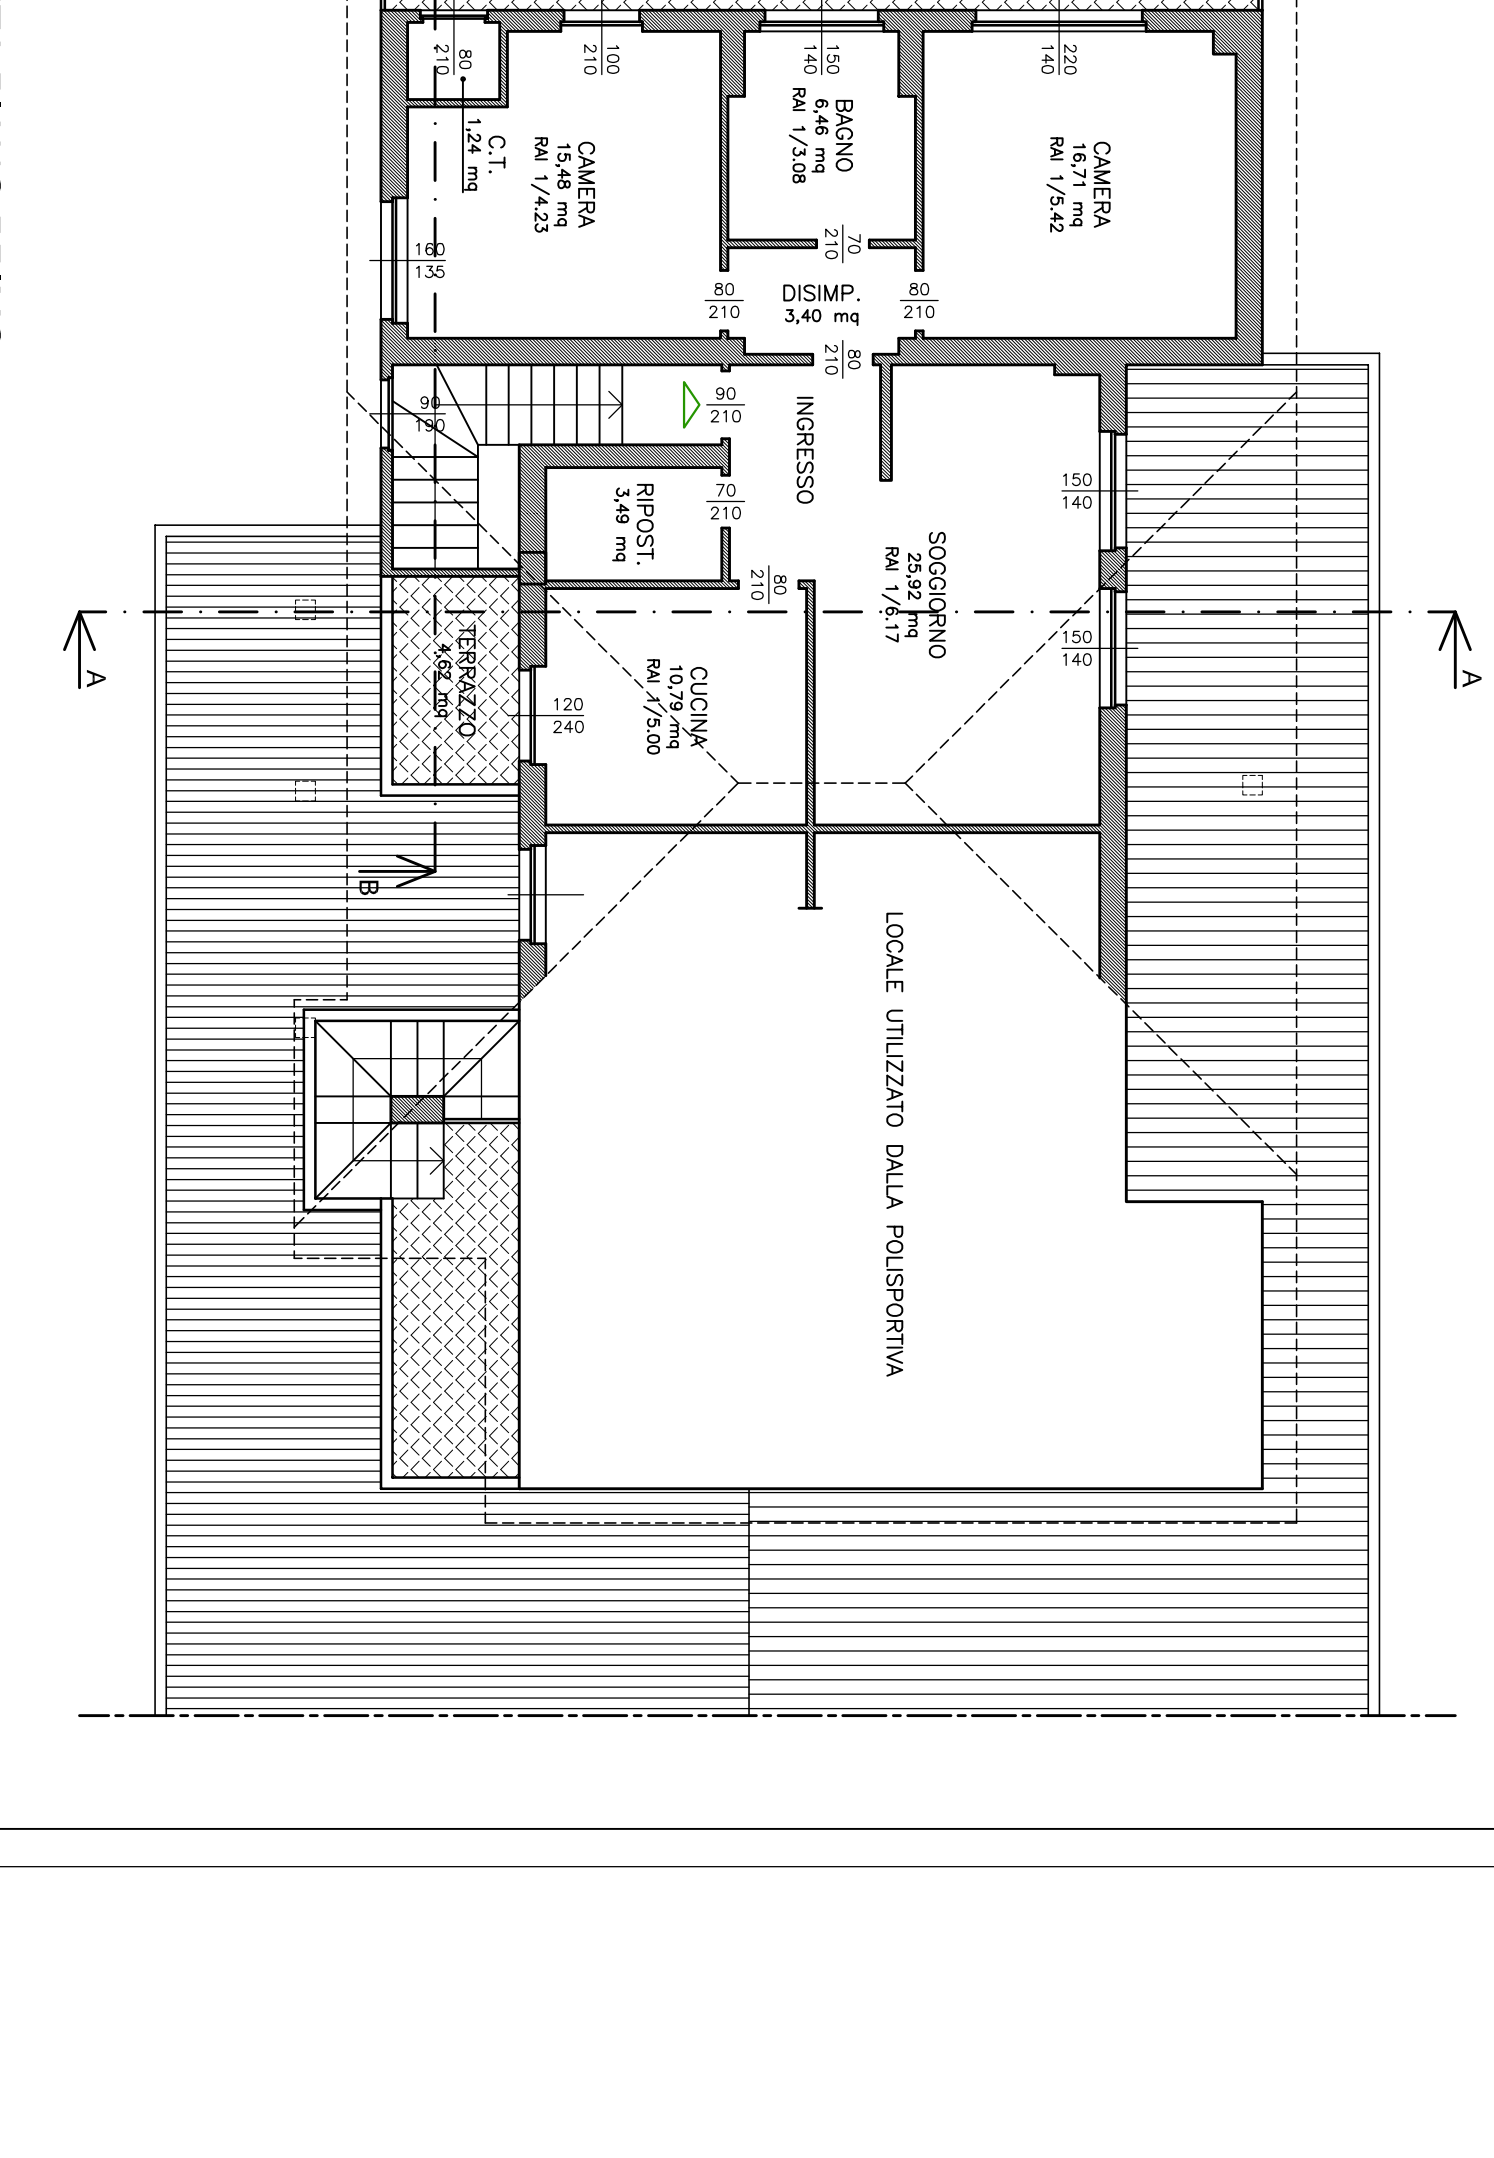 80
210
100
210
150
140
220
140
C.T.
1,24 mq
CAMERA
15,48 mq
RAI 1/4.23
BAGNO
6,46 mq
RAI 1/3.08
CAMERA
16,71 mq
RAI 1/5.42
160
135
70
210
80
210
DISIMP.
3,40 mq
80
210
80
210
90
190
90
210
INGRESSO
RIPOST.
3,49 mq
70
210
150
140
SOGGIORNO
25,92 mq
RAI 1/6.17
80
210
150
140
A
A
TERRAZZO
4,62 mq
CUCINA
10,79 mq
RAI 1/5.00
120
240
B
LOCALE UTILIZZATO DALLA POLISPORTIVA